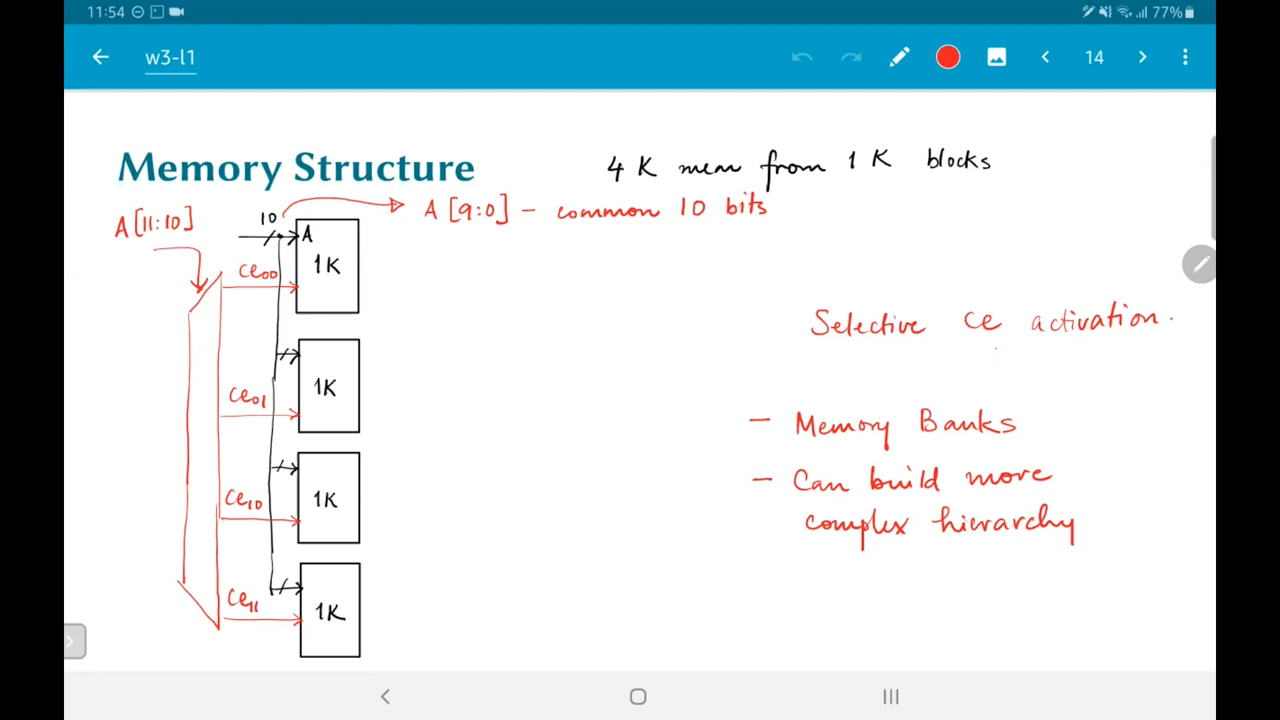 11:54
77%
w3-l1
14
Memory Structure
4 K mem from 1 K blocks
A[11:10]
10
A [9:0] - common 10 bits
A
1K
ce00
Selective ce activation.
1K
ce01
- Memory Banks
- Can build more
complex hierarchy
1K
ce10
1K
ce11